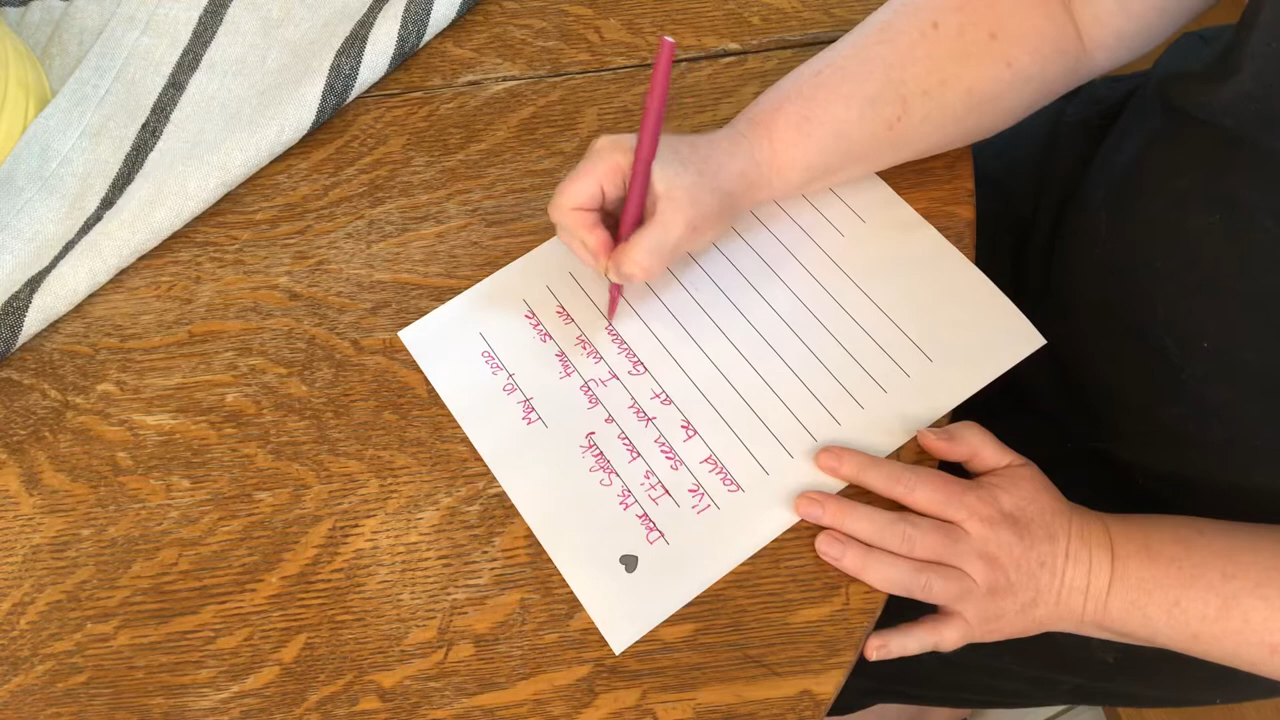 May 10, 2020
Dear Ms.
It's been a long time since
I've seen you. I wish we
could be at Graham